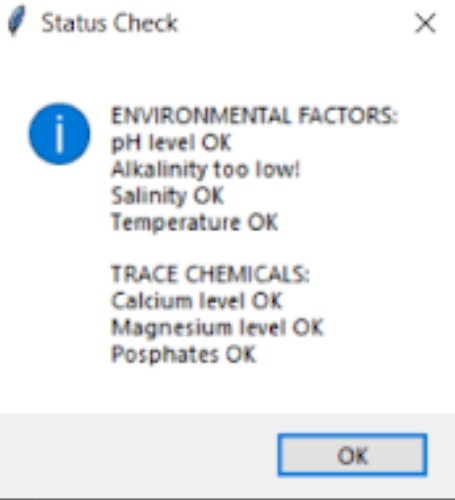 Status Check
ENVIRONMENTAL FACTORS:
pH level OK
Alkalinity too low!
Salinity OK
Temperature OK
TRACE CHEMICALS:
Calcium level OK
Magnesium level OK
Posphates OK
OK